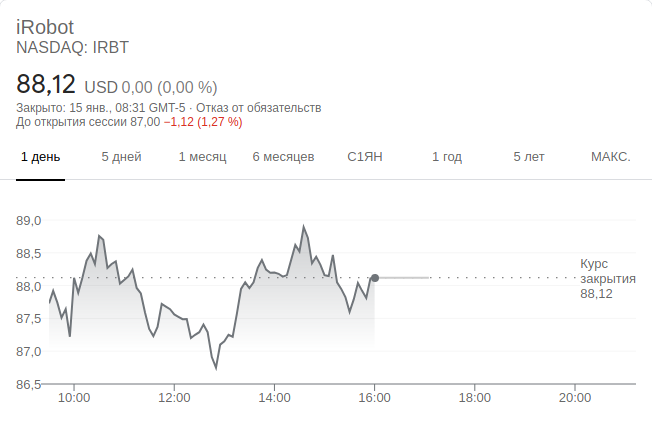 iRobot
NASDAQ: IRBT
88,12 USD 0,00 (0,00 %)
Закрыто: 15 янв., 08:31 GMT-5 · Отказ от обязательств
До открытия сессии 87,00 −1,12 (1,27 %)
1 день 5 дней 1 месяц 6 месяцев С1ЯН 1 год 5 лет МАКС.
89,0
88,5
88,0
87,5
87,0
86,5
Курс
закрытия
88,12
10:00 12:00 14:00 16:00 18:00 20:00